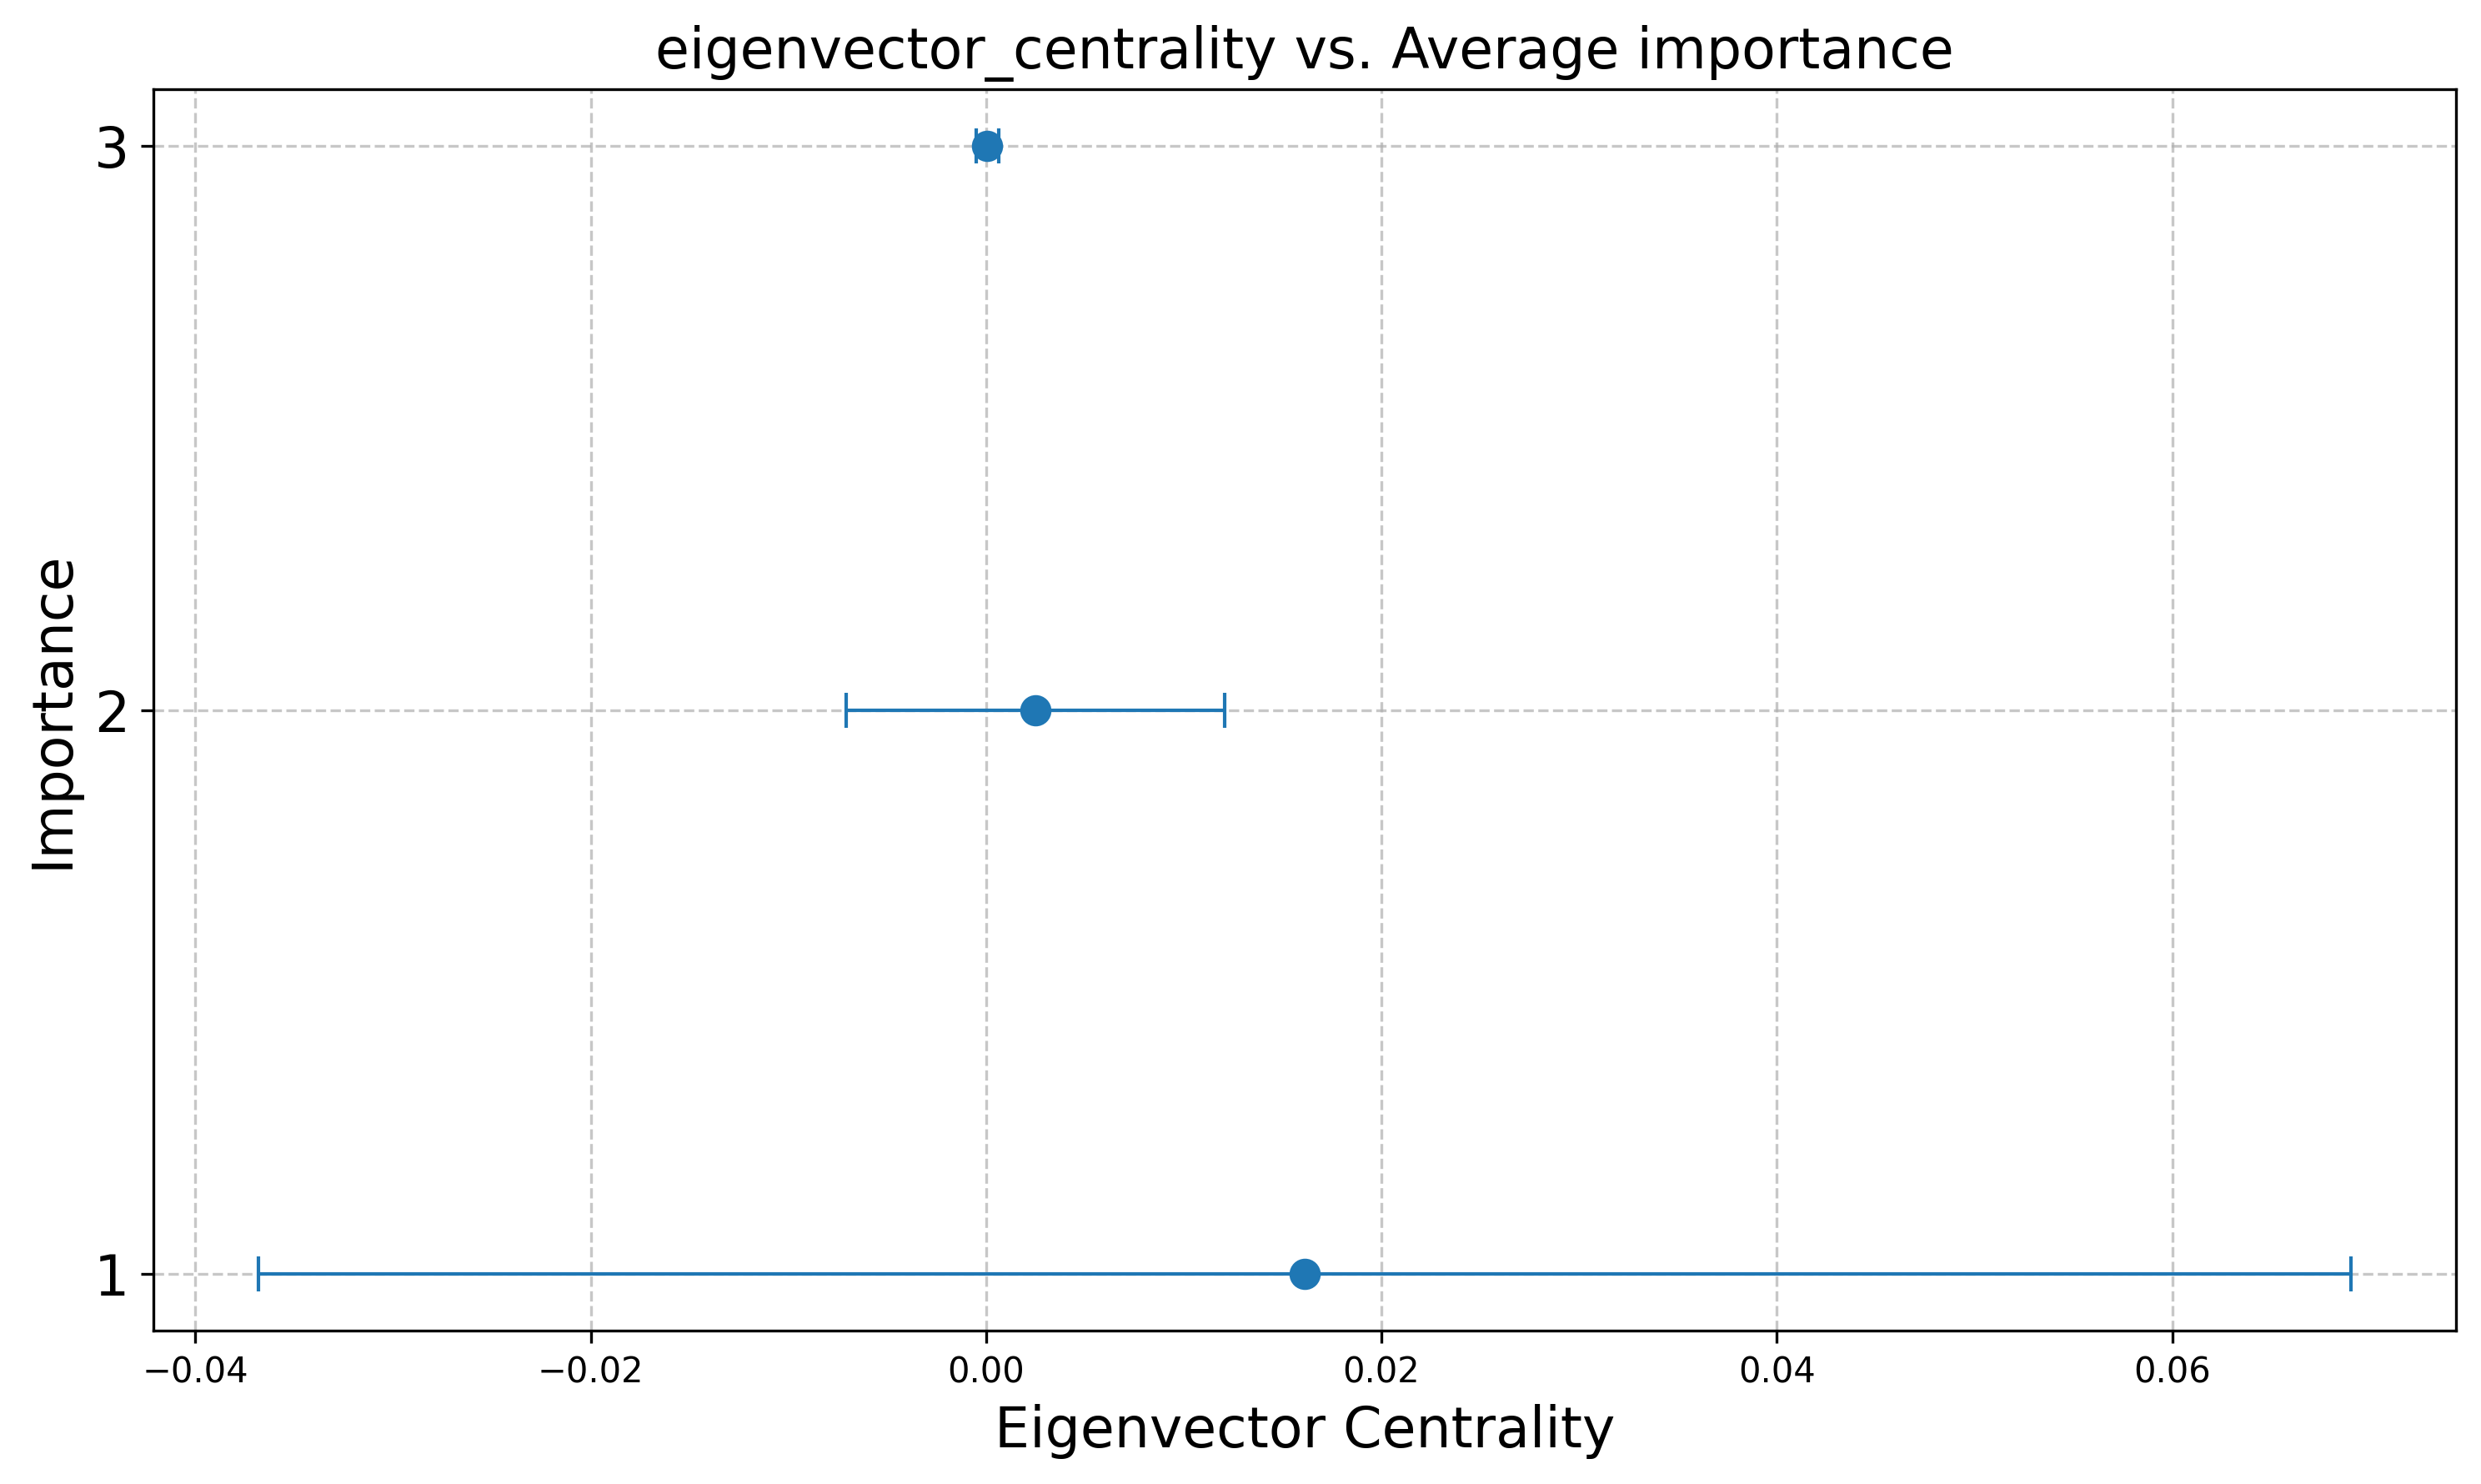 eigenvector_centrality vs. Average importance
3
2
1
Importance
−0.04 −0.02 0.00 0.02 0.04 0.06
Eigenvector Centrality